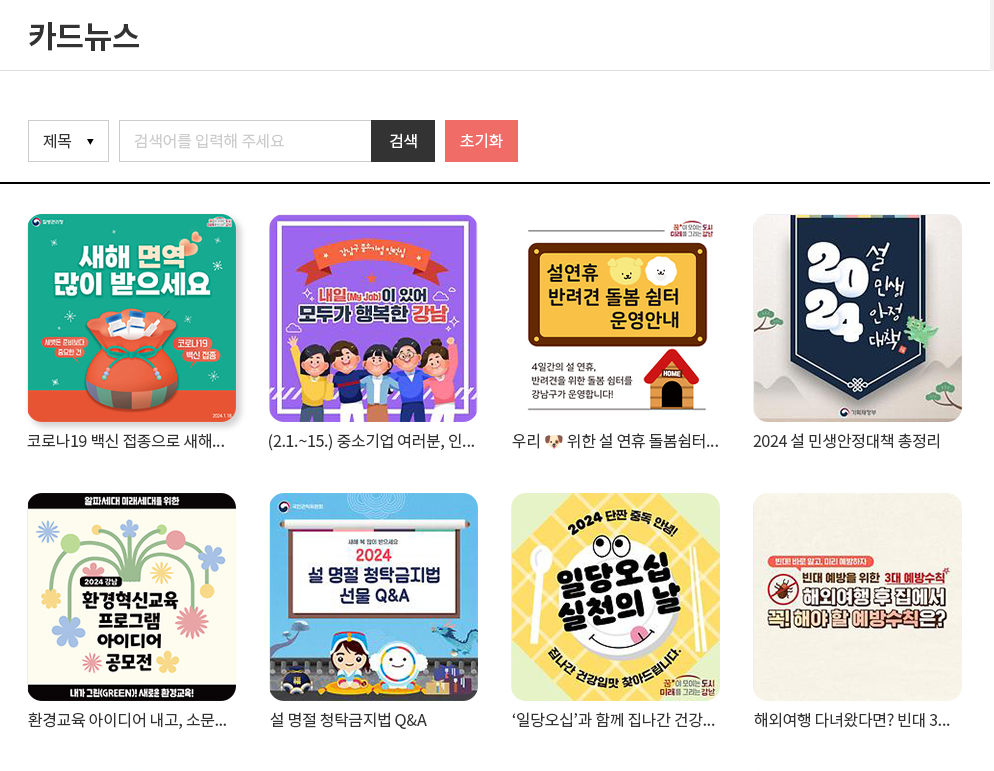 카드뉴스
제목 ▼
검색어를 입력해 주세요
검색
초기화
질병관리청
새해 면역
많이 받으세요
새뱃돈 준비보다
중요한 건!
코로나19
백신 접종
2024.1.18.
코로나19 백신 접종으로 새해...
내일(My Job)이 있어
모두가 행복한 강남
(2.1.~15.) 중소기업 여러분, 인...
꿈이 모이는 도시
미래를 그리는 강남
설연휴
반려견 돌봄 쉼터
운영안내
4일간의 설 연휴,
반려견을 위한 돌봄 쉼터를
강남구가 운영합니다!
HOME
우리 🐶 위한 설 연휴 돌봄쉼터...
2024
설
민생
안정
대책
기획재정부
2024 설 민생안정대책 총정리
알파세대 미래세대를 위한
2024 강남
환경혁신교육
프로그램
아이디어
공모전
내가 그린(GREEN)! 새로운 환경교육!
환경교육 아이디어 내고, 소문...
국민권익위원회
새해 복 많이 받으세요
2024
설 명절 청탁금지법
선물 Q&A
설 명절 청탁금지법 Q&A
2024 단짠 중독 안녕!
일당오십
실천의 날
집나간 건강입맛 찾아드립니다.
꿈이 모이는 도시
미래를 그리는 강남
‘일당오십’과 함께 집나간 건강...
빈대! 바로 알고, 미리 예방하자
빈대 예방을 위한 3대 예방수칙
해외여행 후 집에서
꼭! 해야 할 예방수칙은?
해외여행 다녀왔다면? 빈대 3...